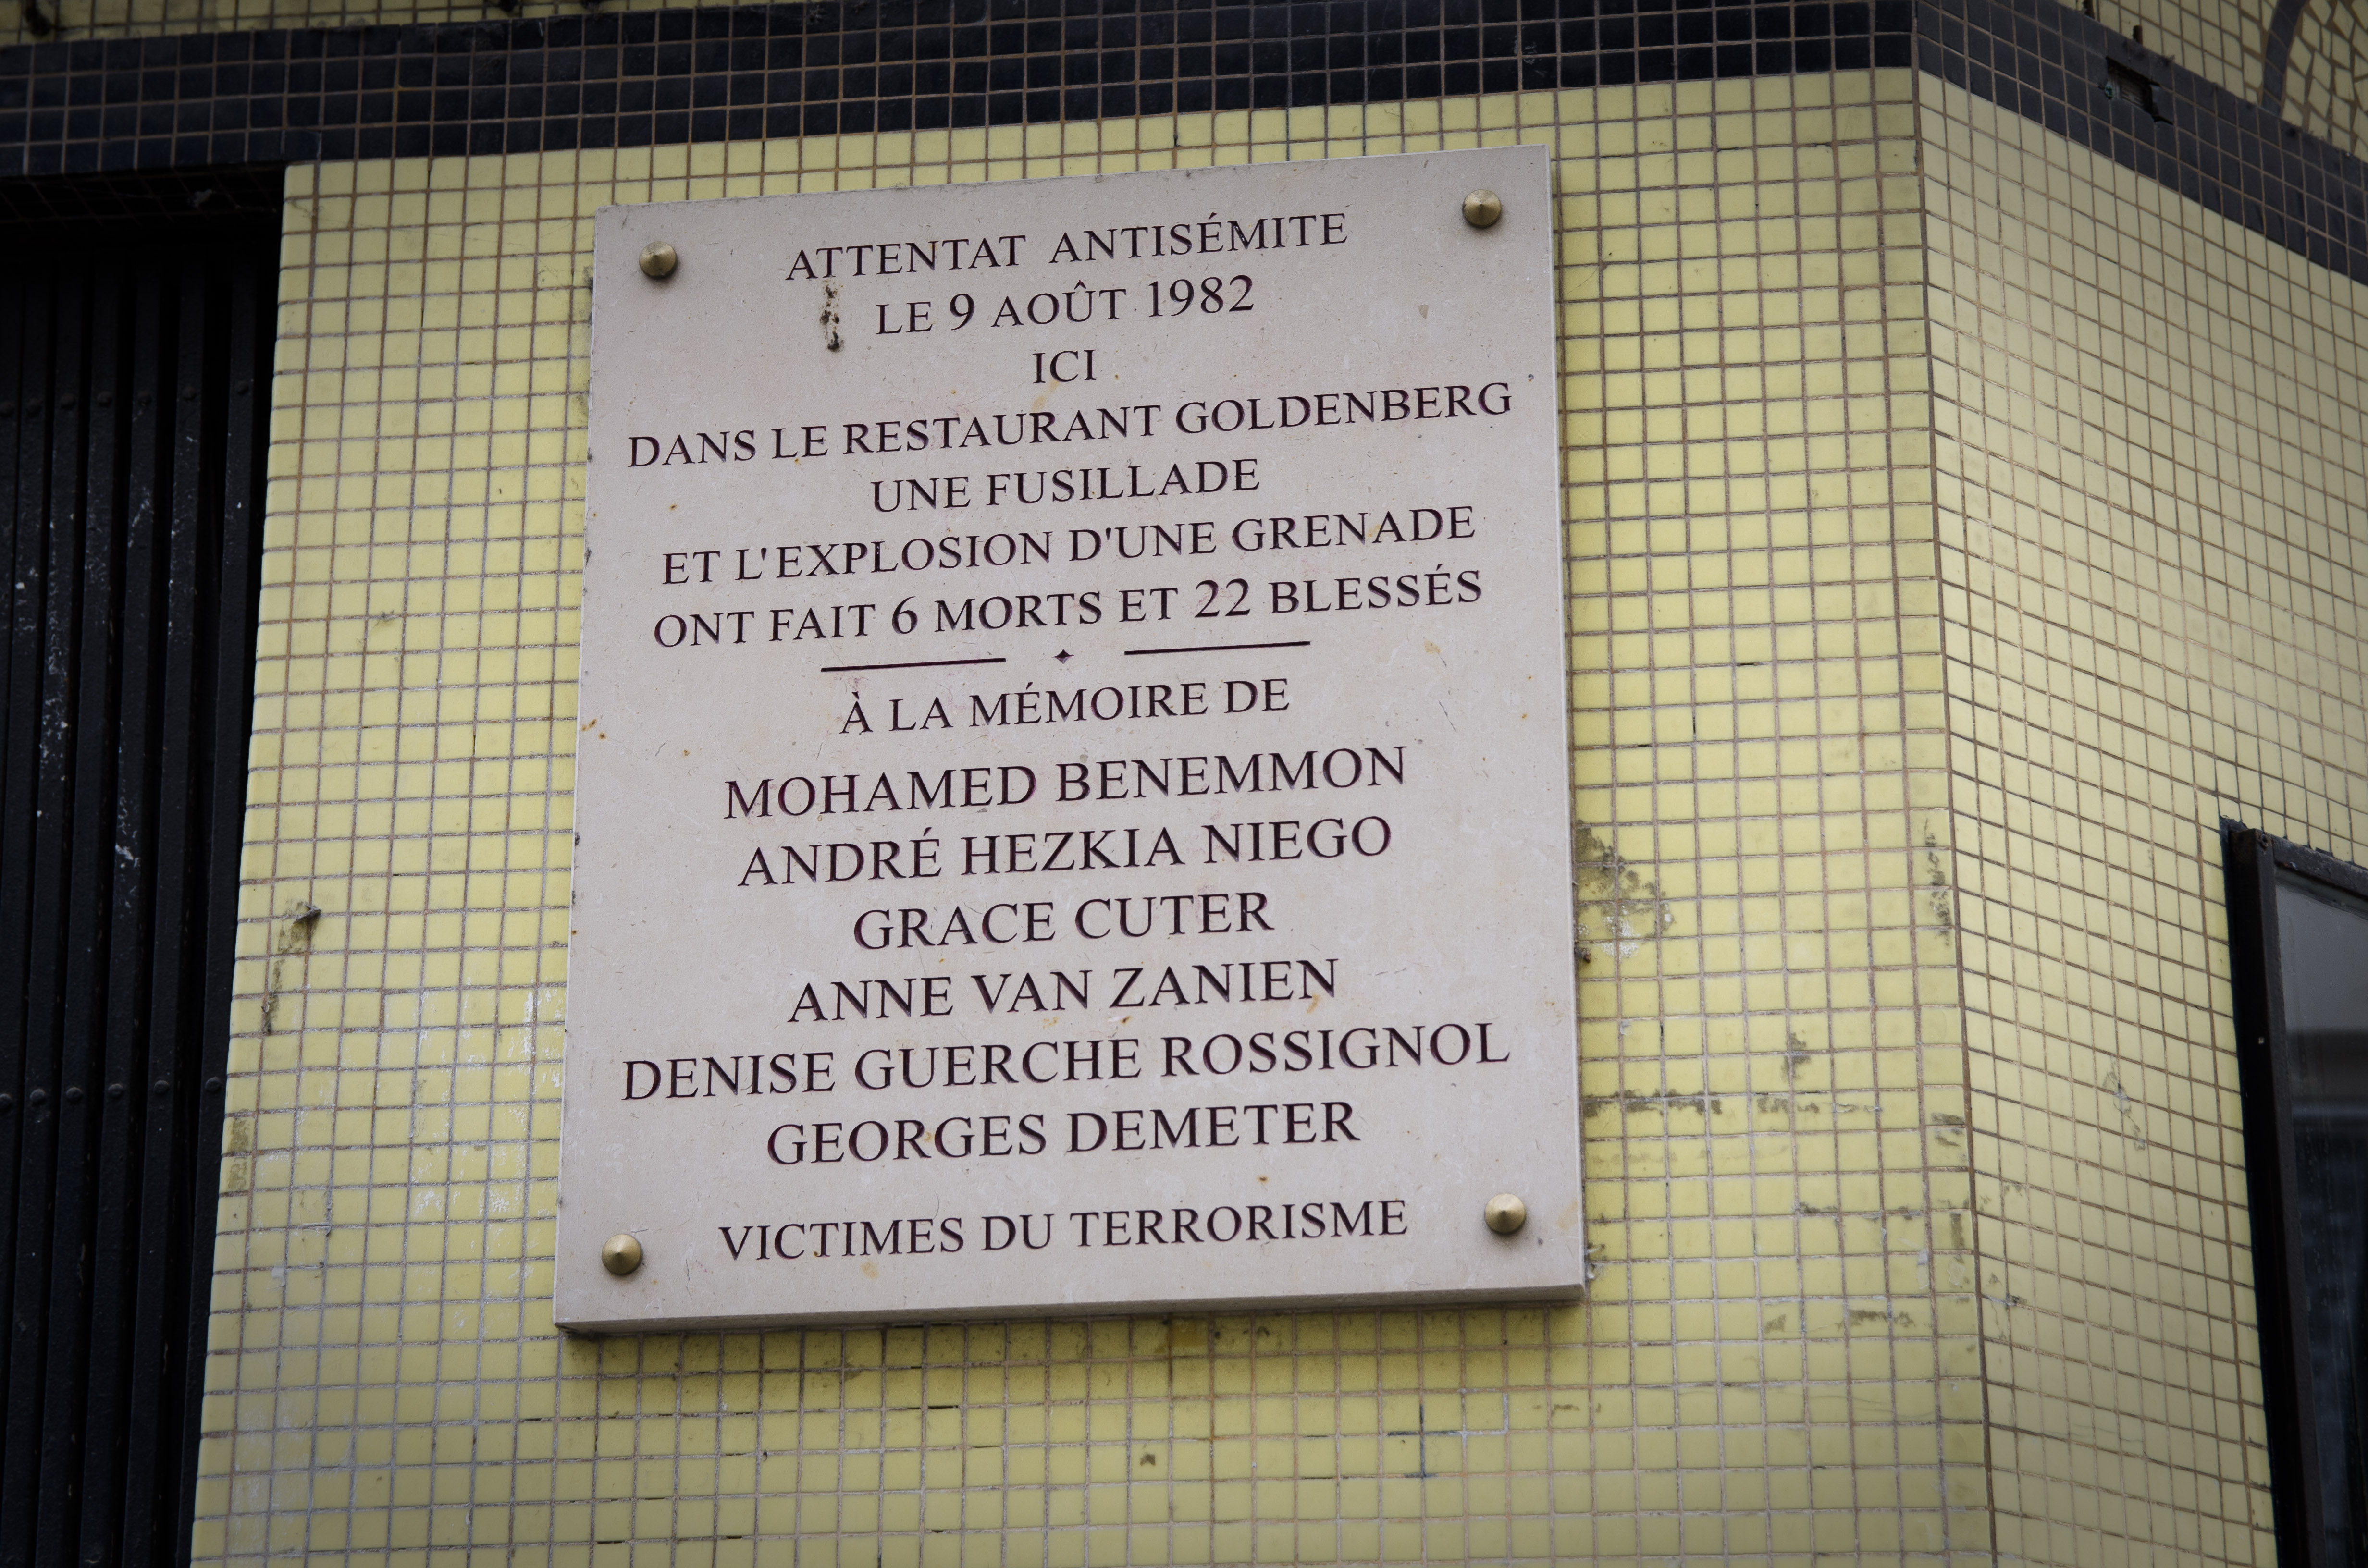 ATTENTAT ANTISÉMITE
LE 9 AOÛT 1982
ICI
DANS LE RESTAURANT GOLDENBERG
UNE FUSILLADE
ET L'EXPLOSION D'UNE GRENADE
ONT FAIT 6 MORTS ET 22 BLESSÉS
À LA MÉMOIRE DE
MOHAMED BENEMMON
ANDRÉ HEZKIA NIEGO
GRACE CUTER
ANNE VAN ZANIEN
DENISE GUERCHE ROSSIGNOL
GEORGES DEMETER
VICTIMES DU TERRORISME